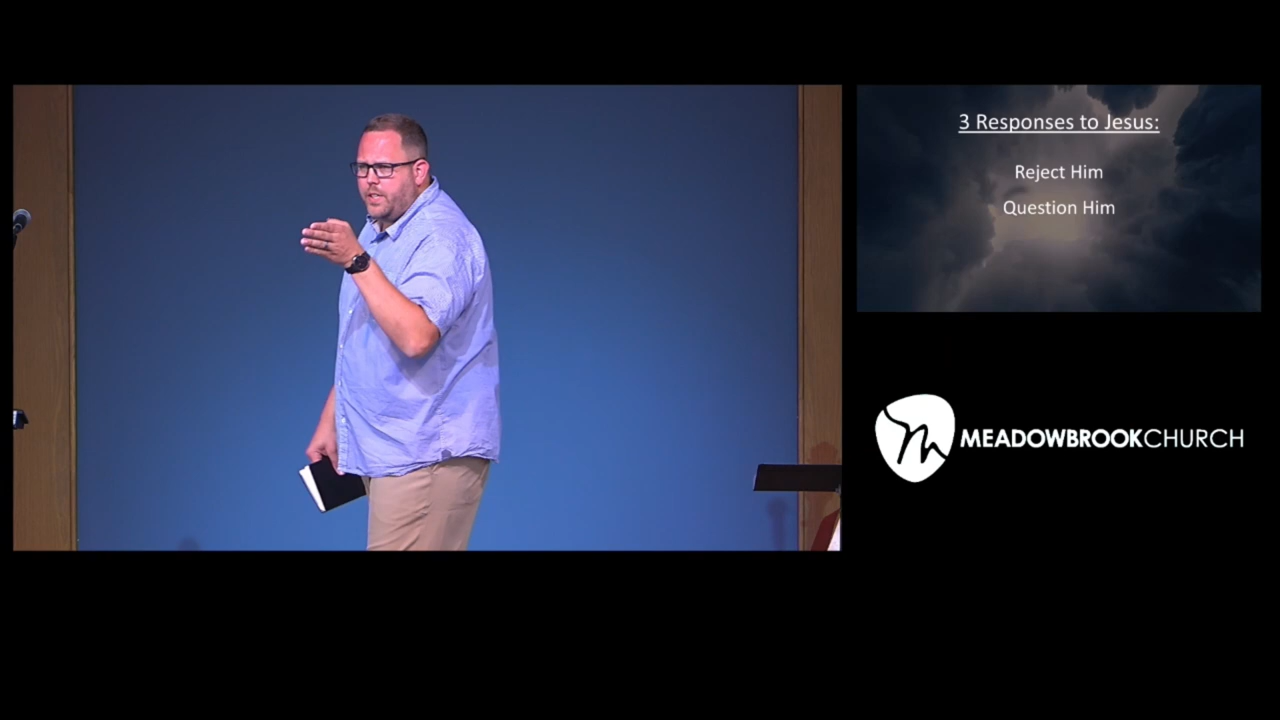 3 Responses to Jesus:
Reject Him
Question Him
MEADOWBROOKCHURCH